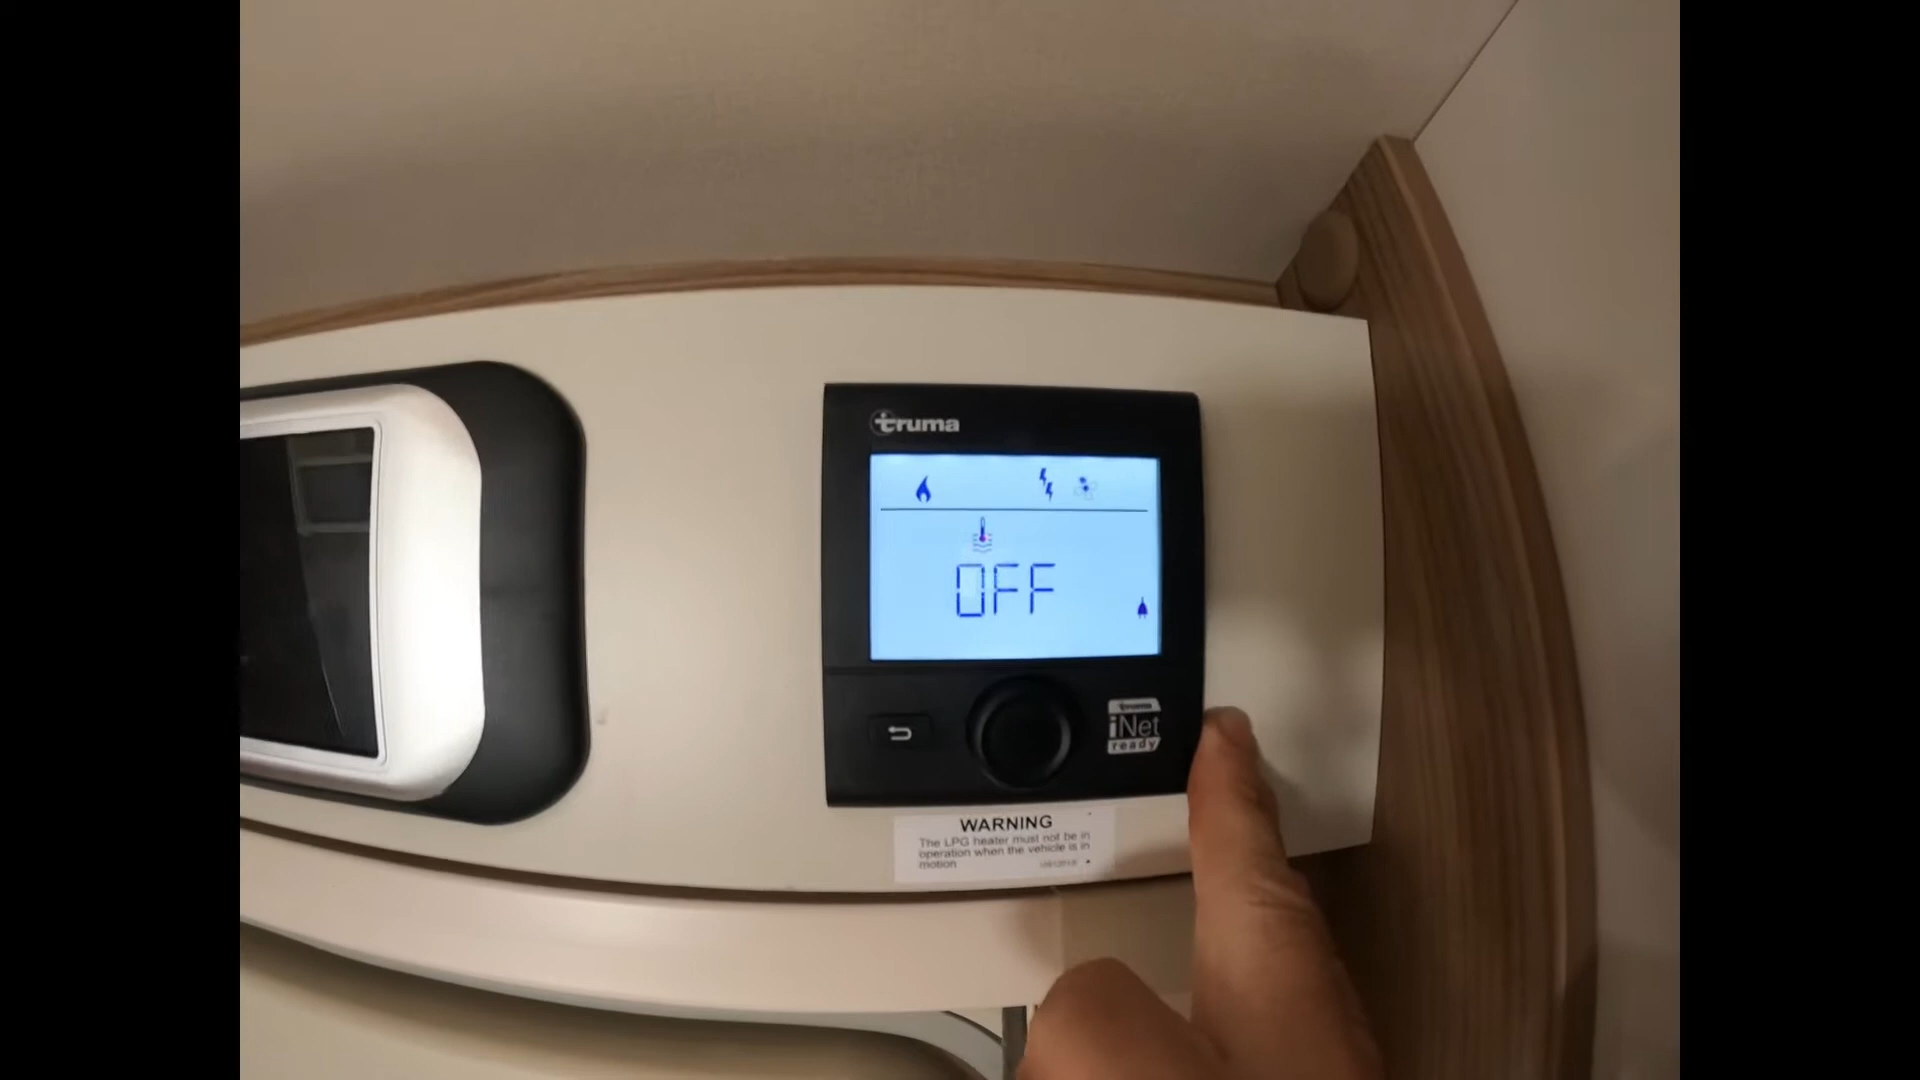 truma
OFF
truma
iNet
ready
WARNING
The LPG heater must not be in
operation when the vehicle is in
motion